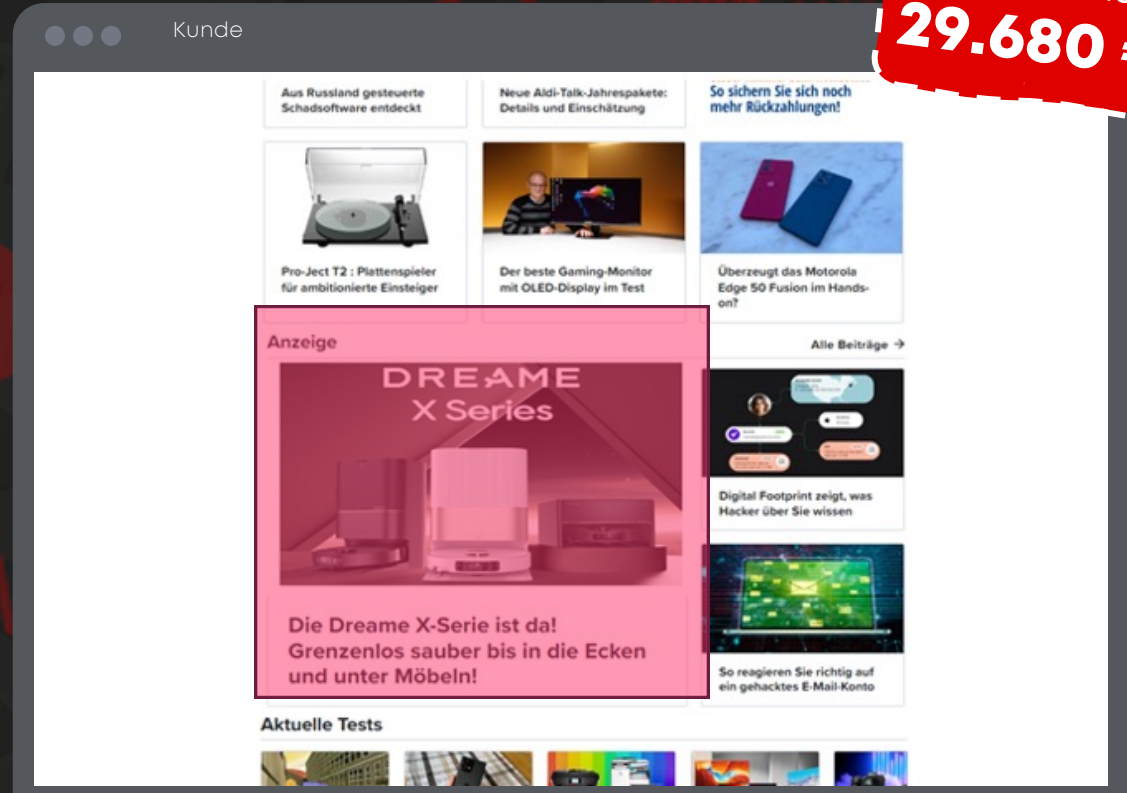 Kunde
29.680
Aus Russland gesteuerte
Schadsoftware entdeckt
Neue Aldi-Talk-Jahrespakete:
Details und Einschätzung
So sichern Sie sich noch
mehr Rückzahlungen!
Pro-Ject T2 : Plattenspieler
für ambitionierte Einsteiger
Der beste Gaming-Monitor
mit OLED-Display im Test
Überzeugt das Motorola
Edge 50 Fusion im Hands-
on?
Anzeige
Alle Beiträge →
DREAME
X Series
Die Dreame X-Serie ist da!
Grenzenlos sauber bis in die Ecken
und unter Möbeln!
Digital Footprint zeigt, was
Hacker über Sie wissen
So reagieren Sie richtig auf
ein gehacktes E-Mail-Konto
Aktuelle Tests